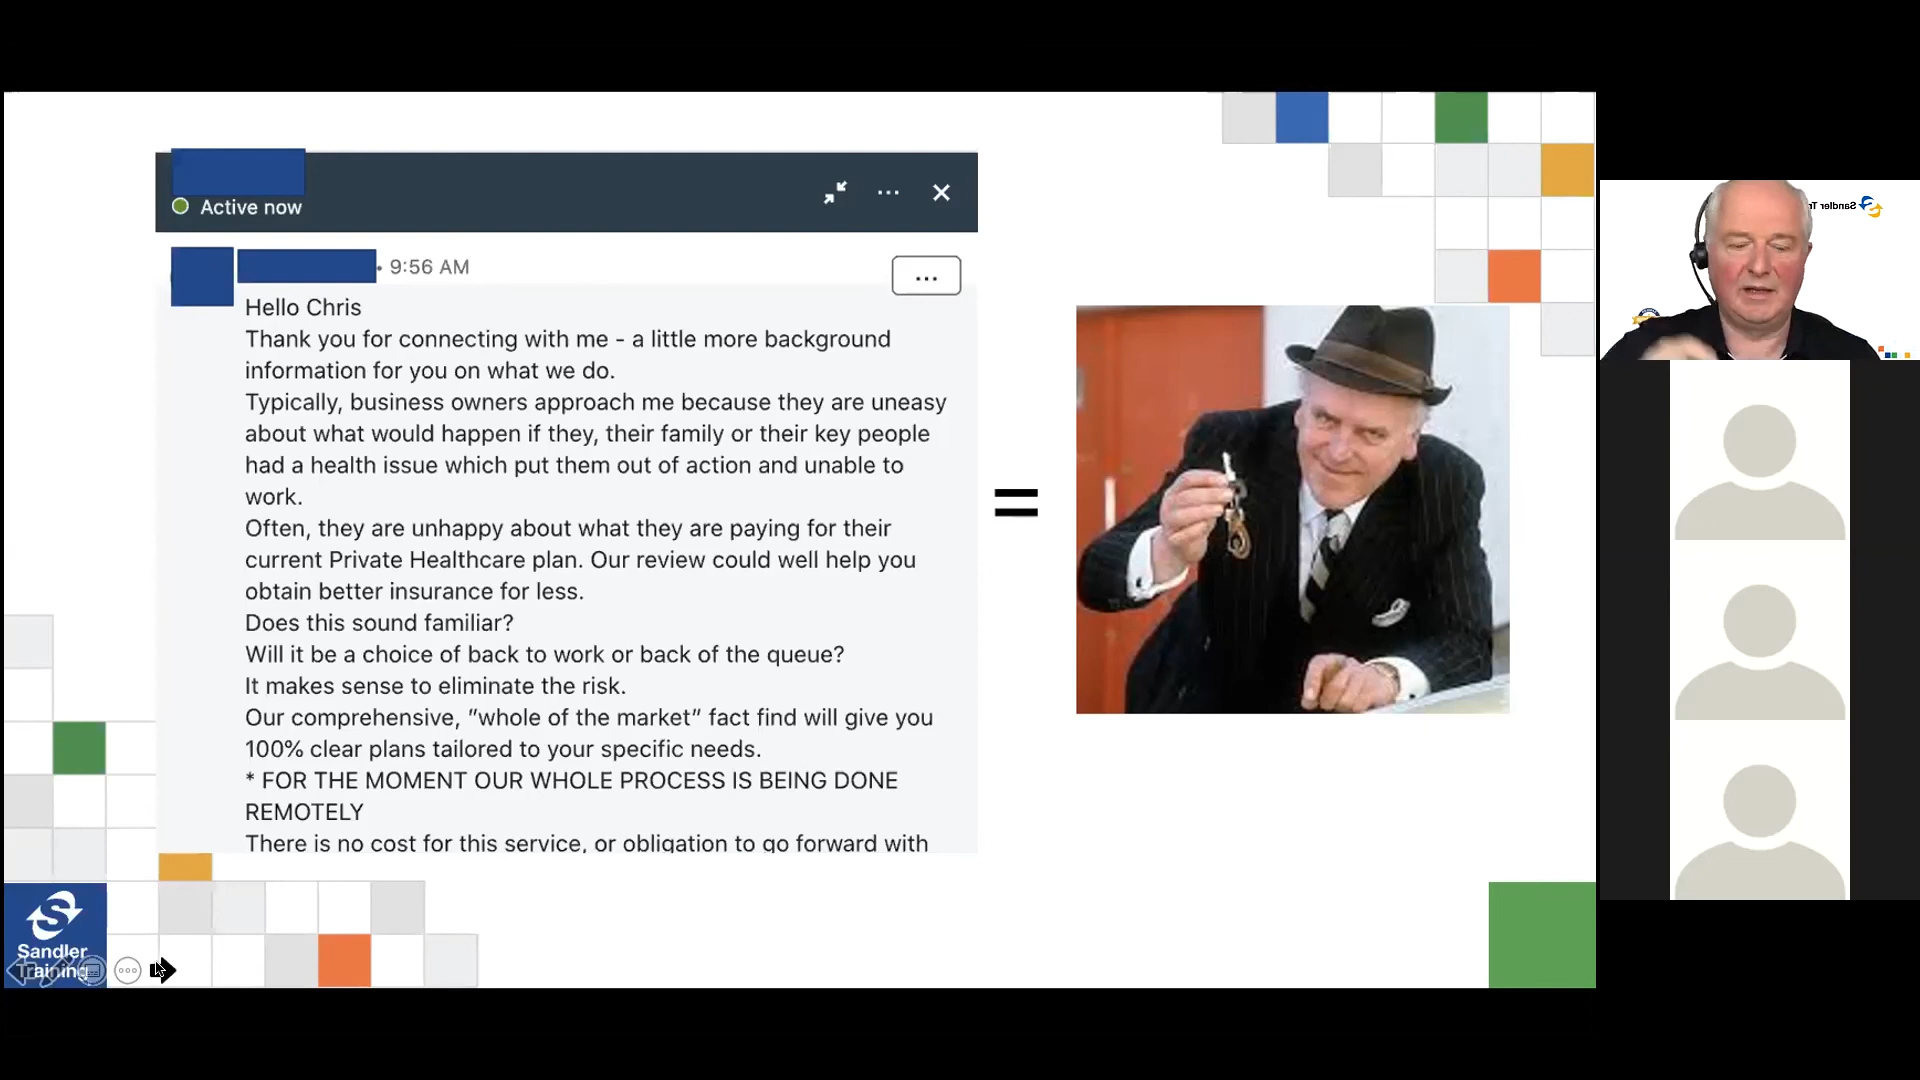 Active now
• 9:56 AM
Hello Chris
Thank you for connecting with me - a little more background
information for you on what we do.
Typically, business owners approach me because they are uneasy
about what would happen if they, their family or their key people
had a health issue which put them out of action and unable to
work.
Often, they are unhappy about what they are paying for their
current Private Healthcare plan. Our review could well help you
obtain better insurance for less.
Does this sound familiar?
Will it be a choice of back to work or back of the queue?
It makes sense to eliminate the risk.
Our comprehensive, "whole of the market" fact find will give you
100% clear plans tailored to your specific needs.
* FOR THE MOMENT OUR WHOLE PROCESS IS BEING DONE
REMOTELY
There is no cost for this service, or obligation to go forward with
Sandler
Training
Sandler Tr